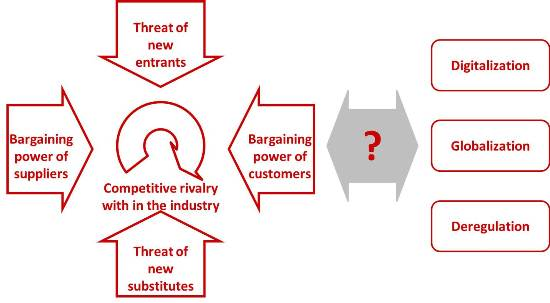 Threat of
new
entrants
Bargaining
power of
suppliers
Competitive rivalry
with in the industry
Bargaining
power of
customers
Threat of
new
substitutes
?
Digitalization
Globalization
Deregulation